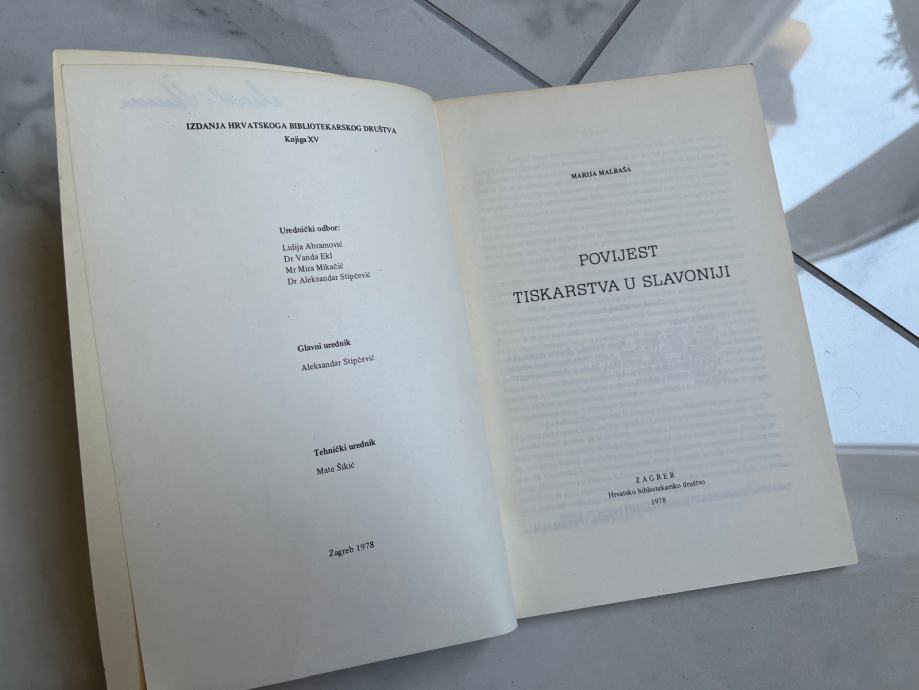 IZDANJA HRVATSKOGA BIBLIOTEKARSKOG DRUŠTVA
Knjiga XV
Urednički odbor:
Lidija Abramović
Dr Vanda Ekl
Mr Mira Mikačić
Dr Aleksandar Stipčević
Glavni urednik
Aleksandar Stipčević
Tehnički urednik
Mate Šikić
Zagreb 1978
MARIJA MALBAŠA
POVIJEST
TISKARSTVA U SLAVONIJI
ZAGREB
Hrvatsko bibliotekarsko društvo
1978